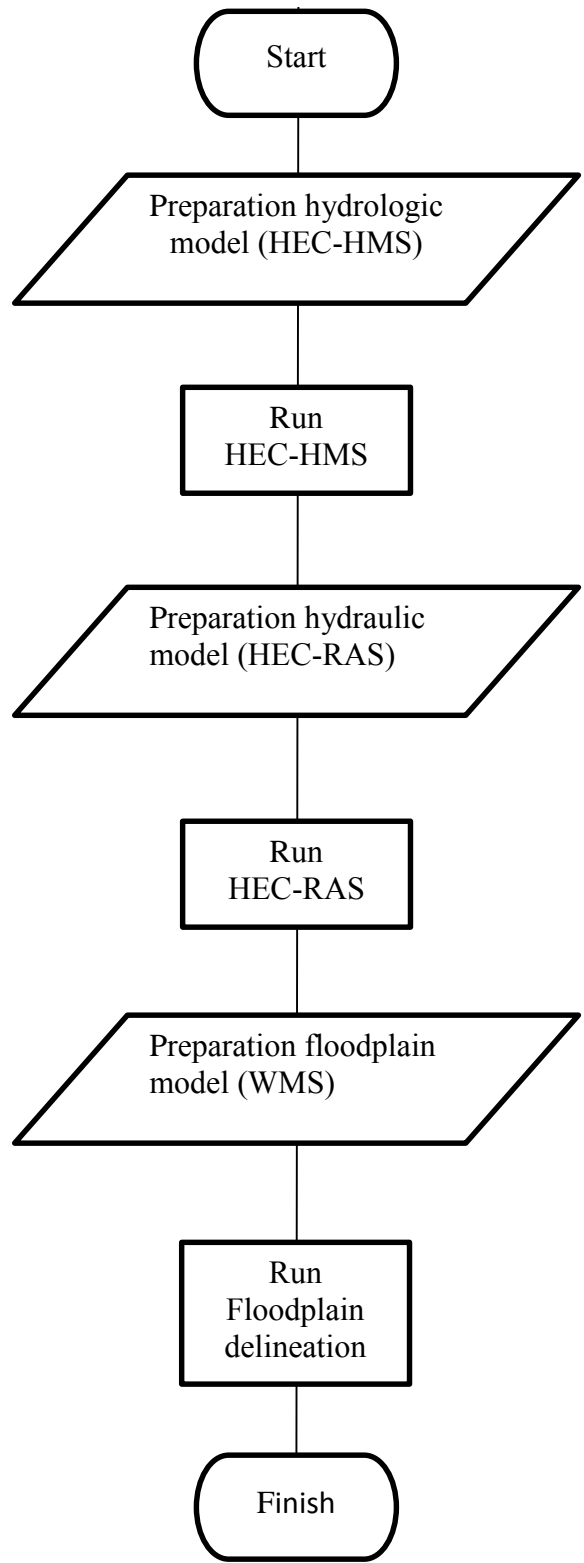 Start
Preparation hydrologic
model (HEC-HMS)
Run
HEC-HMS
Preparation hydraulic
model (HEC-RAS)
Run
HEC-RAS
Preparation floodplain
model (WMS)
Run
Floodplain
delineation
Finish